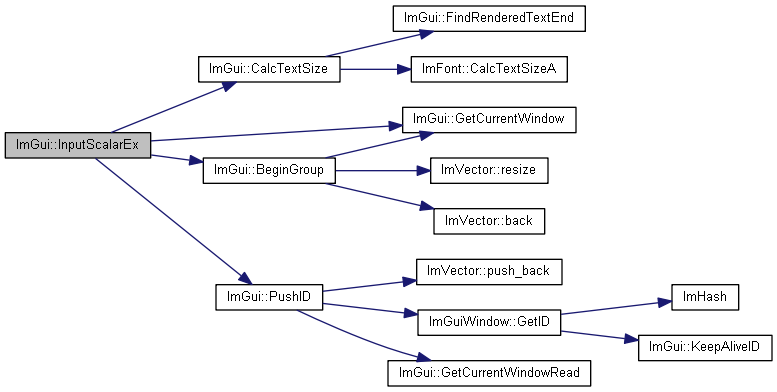 ImGui::FindRenderedTextEnd
ImGui::CalcTextSize
ImFont::CalcTextSizeA
ImGui::GetCurrentWindow
ImGui::InputScalarEx
ImGui::BeginGroup
ImVector::resize
ImVector::back
ImVector::push_back
ImGui::PushID
ImHash
ImGuiWindow::GetID
ImGui::KeepAliveID
ImGui::GetCurrentWindowRead